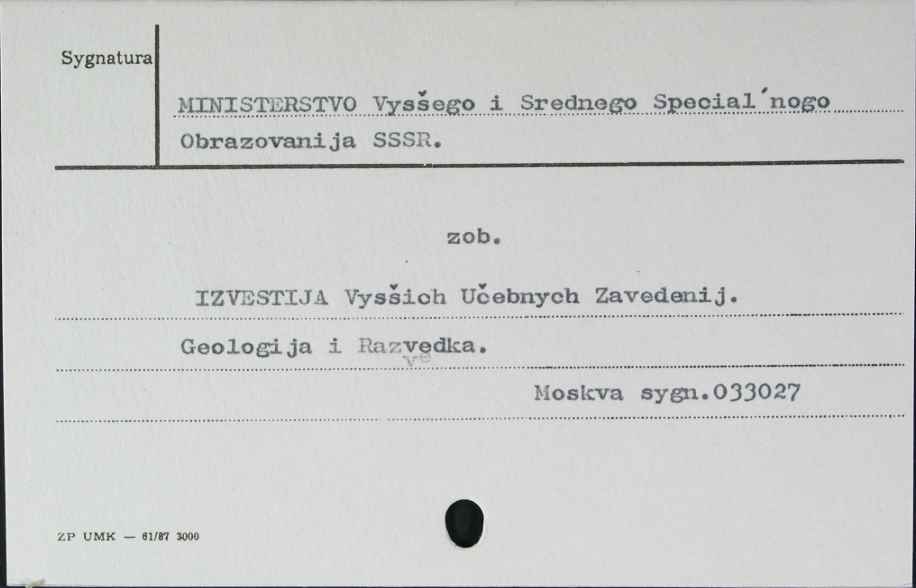 Sygnatura
MINISTERSTVO Vysšego i Srednego Special'nogo
Obrazovanija SSSR.
zob.
IZVESTIJA Vysšich Učebnych Zavedenij.
Geologija i Razvedka.
ve
Moskva sygn.033027
ZP UMK — 61/87 3000